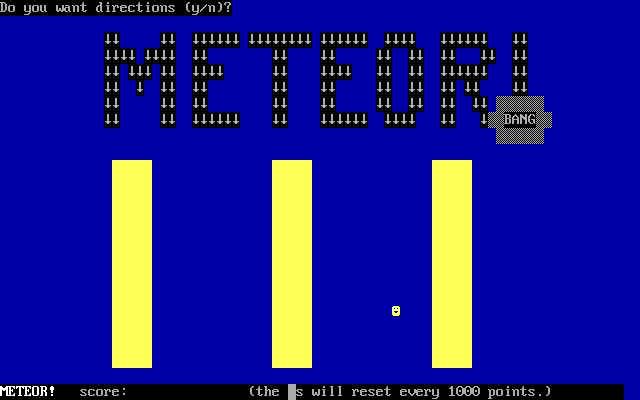 Do you want directions (y/n)?
METEOR!
BANG
METEOR! score: (the █s will reset every 1000 points.)